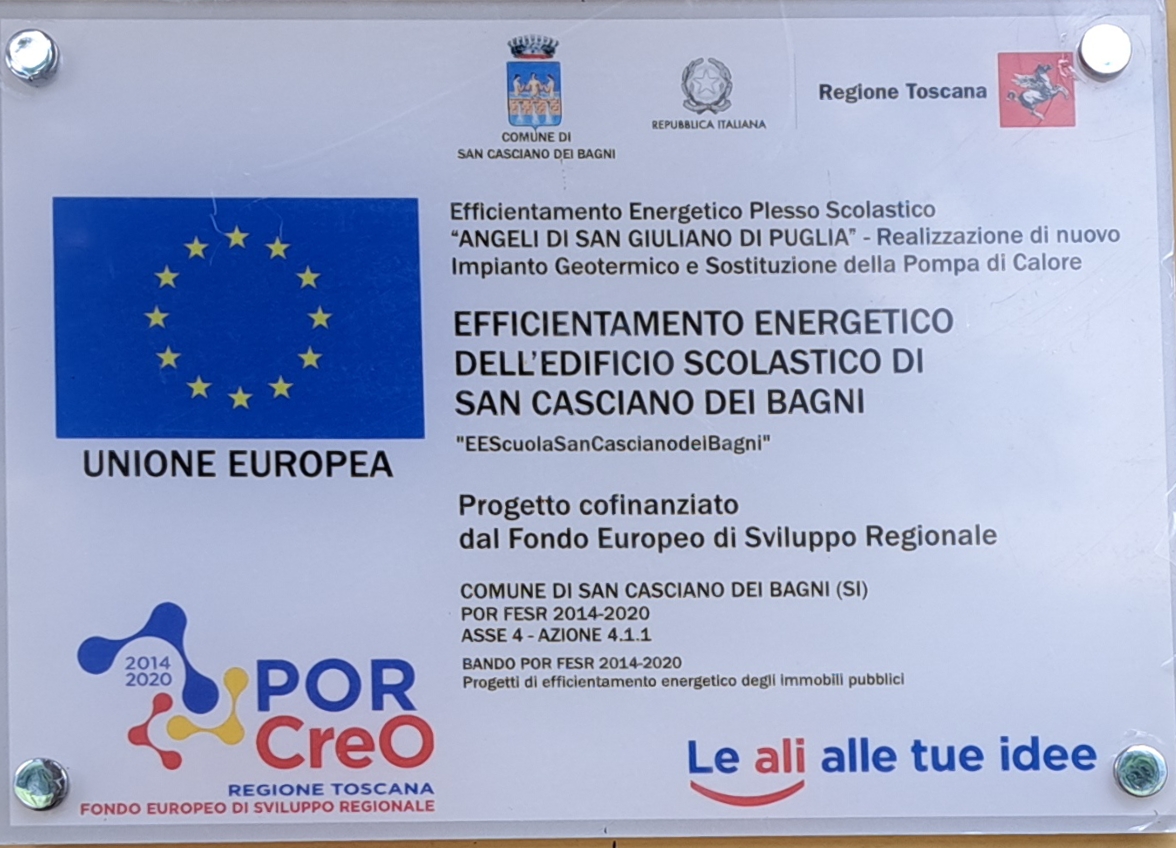 COMUNE DI
SAN CASCIANO DEI BAGNI
REPUBBLICA ITALIANA
Regione Toscana
Efficientamento Energetico Plesso Scolastico
“ANGELI DI SAN GIULIANO DI PUGLIA” - Realizzazione di nuovo
Impianto Geotermico e Sostituzione della Pompa di Calore
EFFICIENTAMENTO ENERGETICO
DELL'EDIFICIO SCOLASTICO DI
SAN CASCIANO DEI BAGNI
"EEScuolaSanCascianodeiBagni"
UNIONE EUROPEA
Progetto cofinanziato
dal Fondo Europeo di Sviluppo Regionale
COMUNE DI SAN CASCIANO DEI BAGNI (SI)
POR FESR 2014-2020
ASSE 4 - AZIONE 4.1.1
BANDO POR FESR 2014-2020
Progetti di efficientamento energetico degli immobili pubblici
2014
2020
POR
CreO
REGIONE TOSCANA
FONDO EUROPEO DI SVILUPPO REGIONALE
Le ali alle tue idee